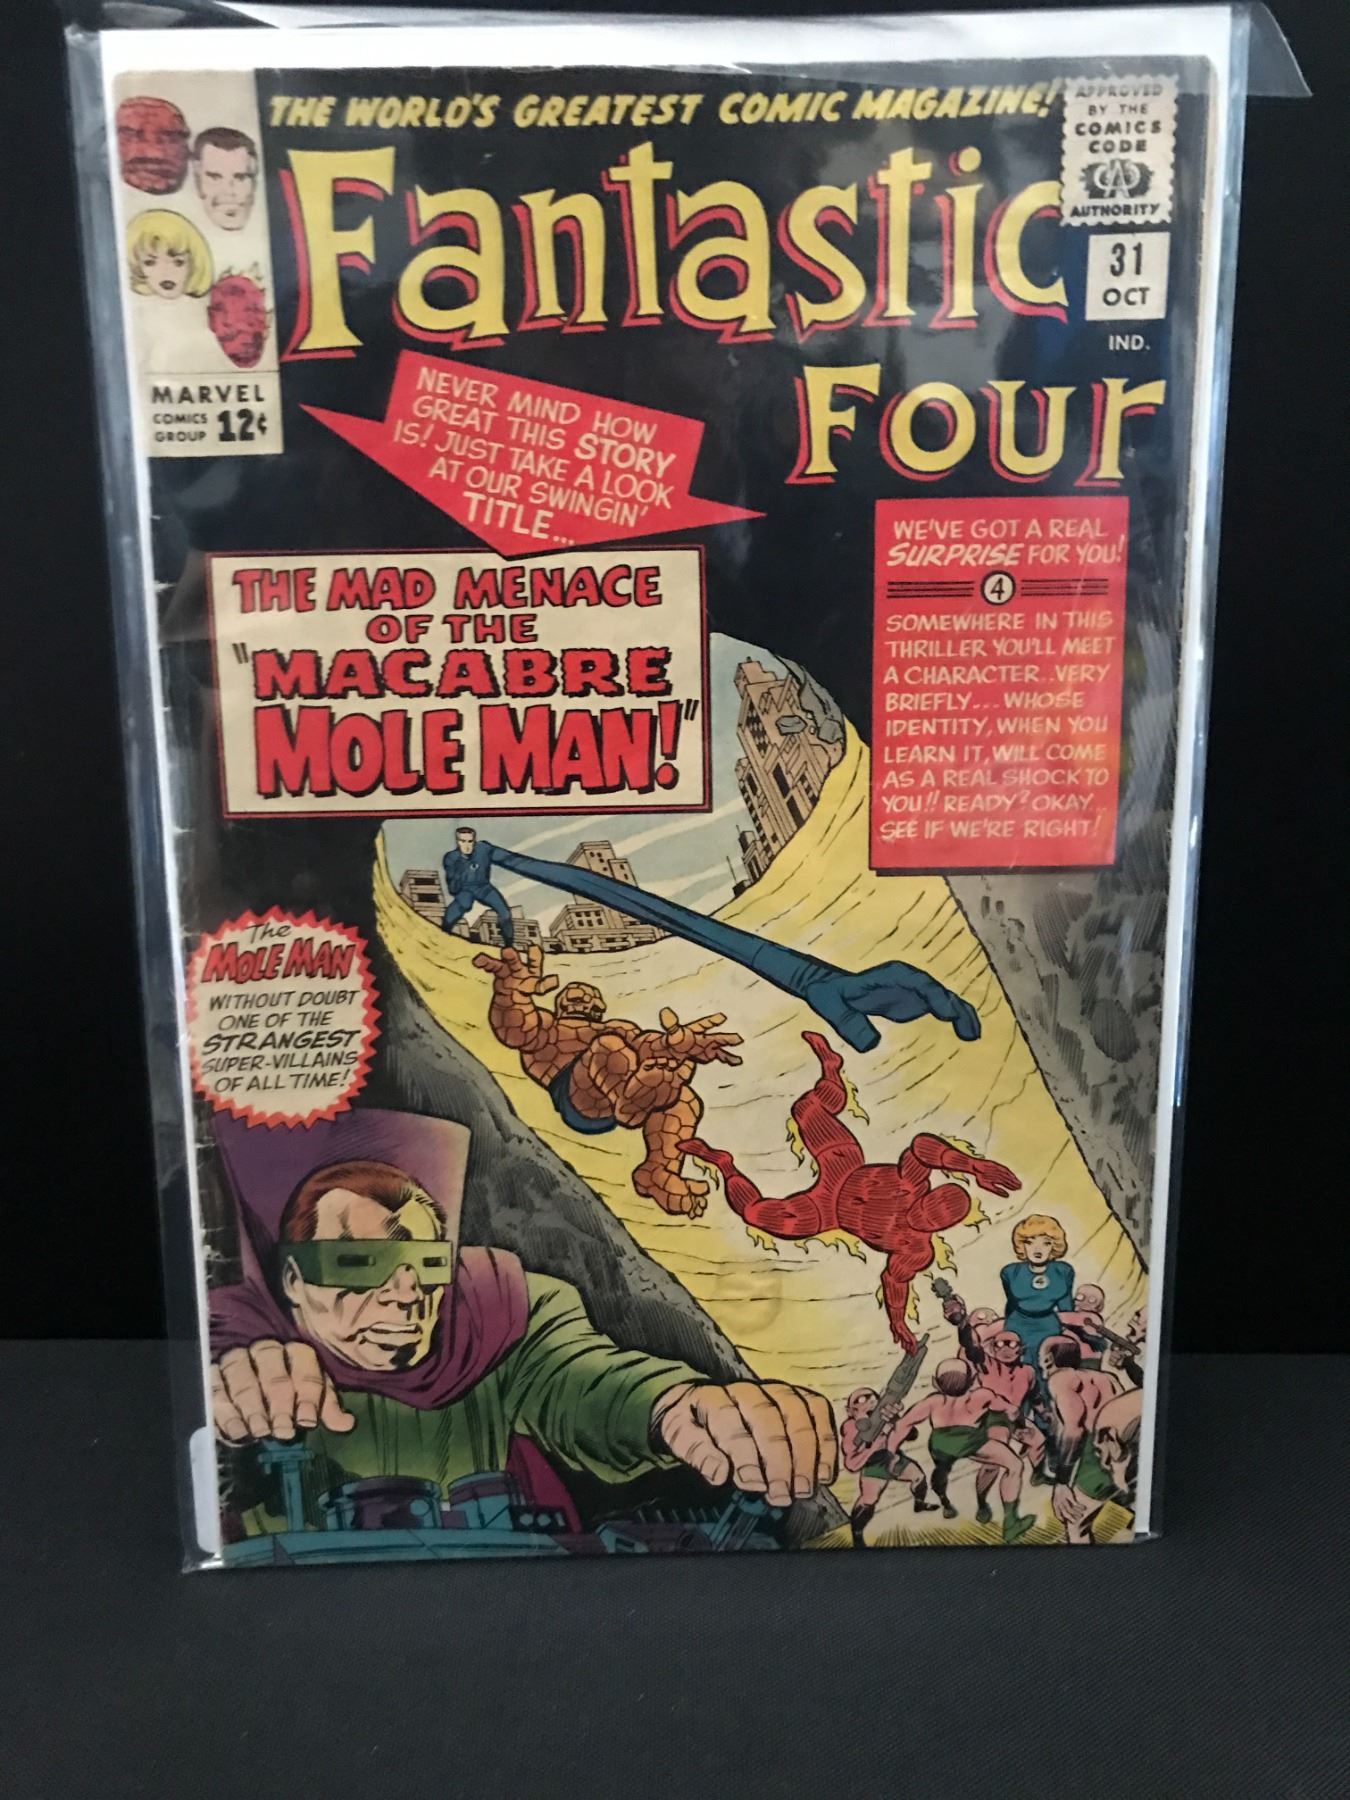 THE WORLD'S GREATEST COMIC MAGAZINE!
APPROVED
BY THE
COMICS
CODE
CA
AUTHORITY
Fantastic
Four
31
OCT
IND.
MARVEL
COMICS
GROUP 12¢
NEVER MIND HOW
GREAT THIS STORY
IS! JUST TAKE A LOOK
AT OUR SWINGIN'
TITLE...
THE MAD MENACE
OF THE
"MACABRE
MOLE MAN!"
WE'VE GOT A REAL
SURPRISE FOR YOU!
4
SOMEWHERE IN THIS
THRILLER YOU'LL MEET
A CHARACTER..VERY
BRIEFLY... WHOSE
IDENTITY, WHEN YOU
LEARN IT, WILL COME
AS A REAL SHOCK TO
YOU!! READY? OKAY..
SEE IF WE'RE RIGHT!
The
MOLE MAN
WITHOUT DOUBT
ONE OF THE
STRANGEST
SUPER-VILLAINS
OF ALL TIME!
4